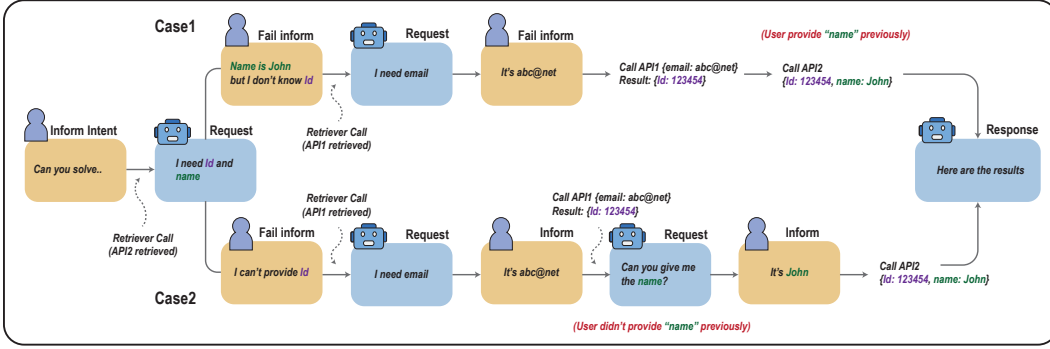 Case1
Fail inform
Request
Fail inform
(User provide “name” previously)
Name is John
but I don't know Id
I need email
It's abc@net
Call API1 {email: abc@net}
Result: {Id: 123454}
Call API2
{Id: 123454, name: John}
Inform Intent
Request
Retriever Call
(API1 retrieved)
Response
Can you solve..
I need Id and
name
Here are the results
Retriever Call
(API2 retrieved)
Retriever Call
(API1 retrieved)
Call API1 {email: abc@net}
Result: {Id: 123454}
Fail inform
Request
Inform
Request
Inform
I can't provide Id
I need email
It's abc@net
Can you give me
the name?
It's John
Call API2
{Id: 123454, name: John}
Case2
(User didn't provide “name” previously)